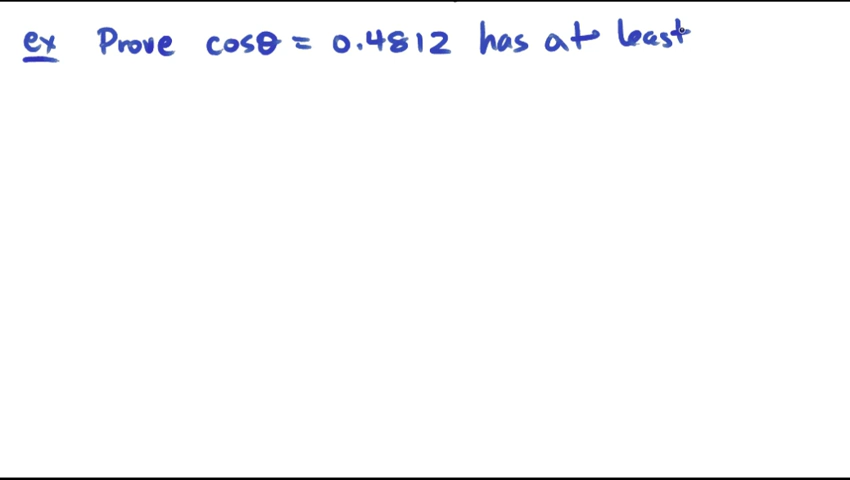 ex Prove cosθ = 0.4812 has at least